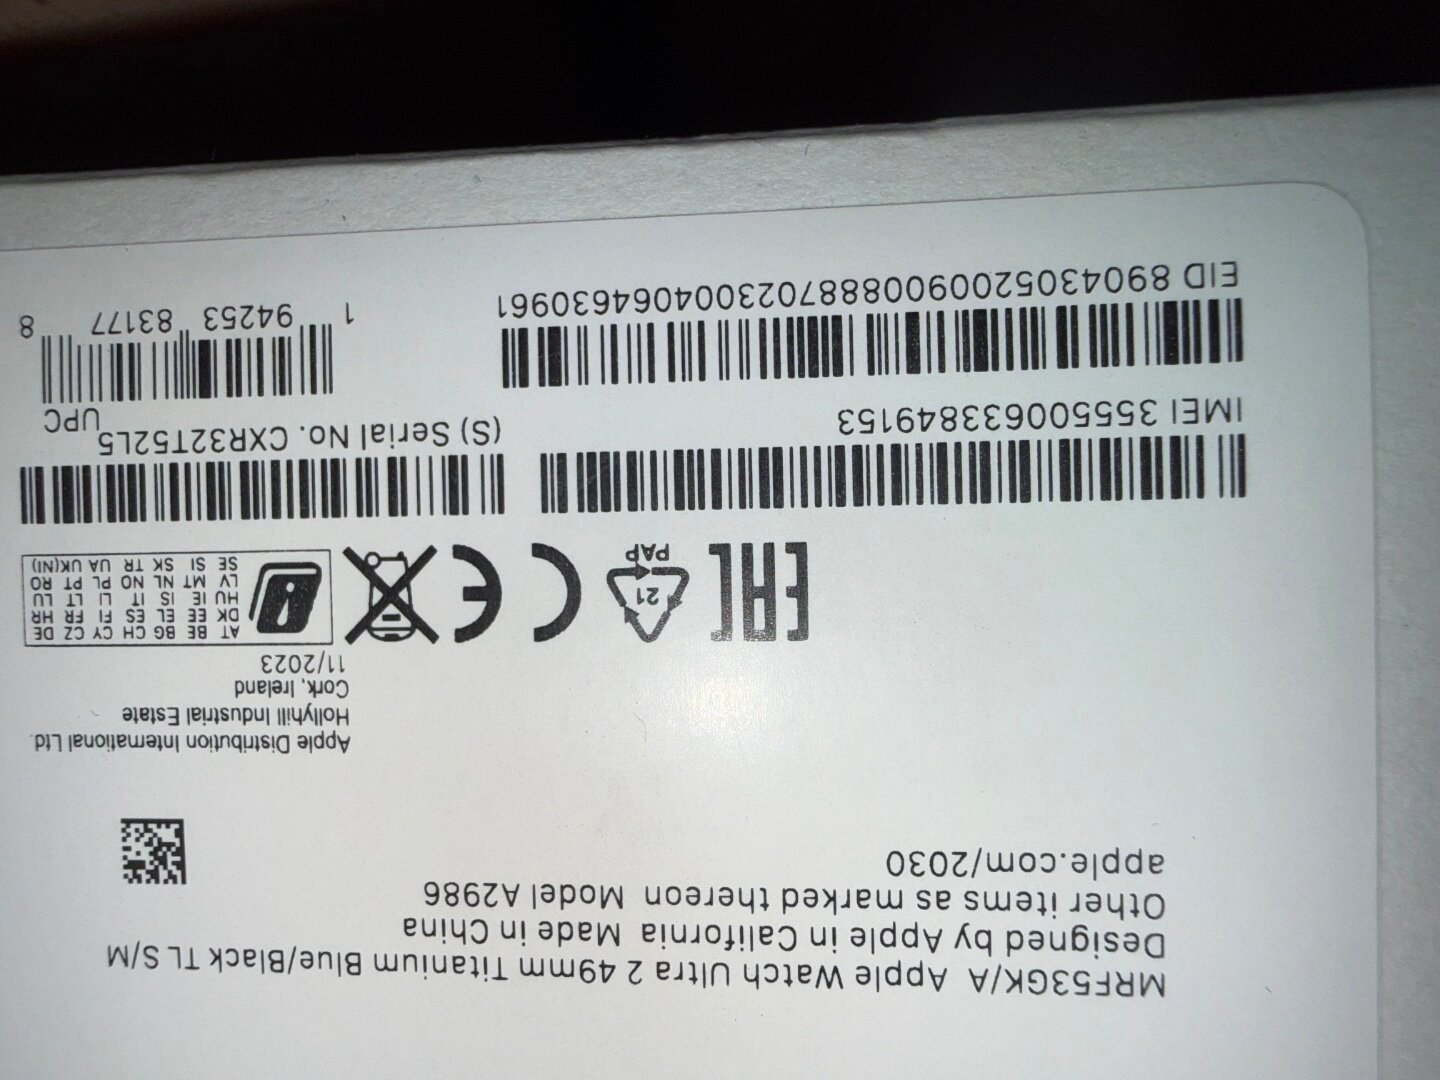 MRF53GK/A Apple Watch Ultra 2 49mm Titanium Blue/Black TL S/M
Designed by Apple in California Made in China
Other items as marked thereon Model A2986
apple.com/2030
Apple Distribution International Ltd.
Hollyhill Industrial Estate
Cork, Ireland
11/2023
EAC
21
PAP
CE
AT BE BG CH CY CZ DE
DK EE EL ES FI FR HR
HU IE IS IT LI LT LU
LV MT NL NO PL PT RO
SE SI SK TR UA UK(NI)
IMEI 355500633849153
(S) Serial No. CXR32T52L5
UPC
EID 89043052009008887023004064630961
1 94253 83177 8